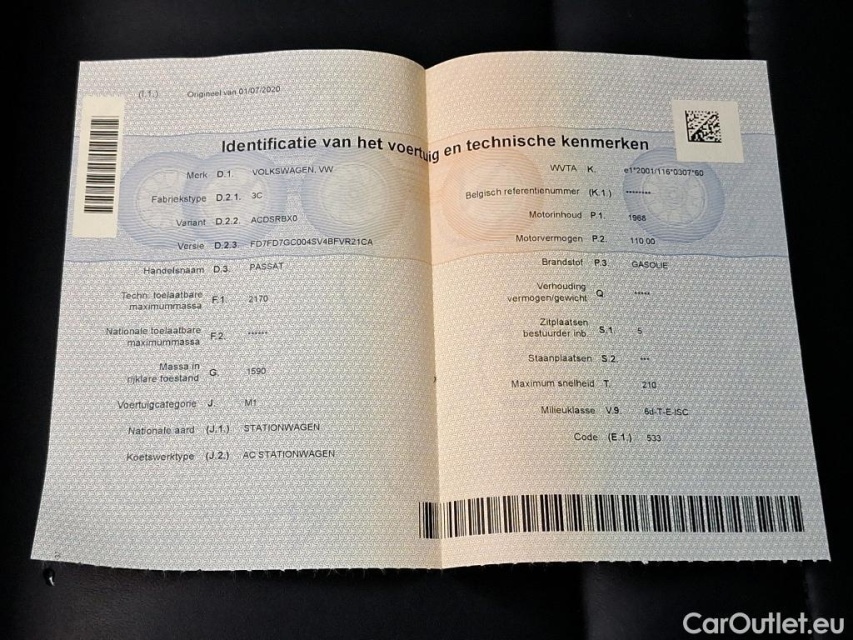 (I.1.) Origineel van 01/07/2020
Identificatie van het voertuig en technische kenmerken
Merk D.1. VOLKSWAGEN, VW
Fabriekstype D.2.1. 3C
Variant D.2.2. ACDSRBX0
Versie D.2.3 FD7FD7GC004SV4BFVR21CA
Handelsnaam D.3. PASSAT
Techn. toelaatbare
maximummassa F.1. 2170
Nationale toelaatbare
maximummassa F.2. ******
Massa in
rijklare toestand G. 1590
Voertuigcategorie J. M1
Nationale aard (J.1.) STATIONWAGEN
Koetswerktype (J.2.) AC STATIONWAGEN
WVTA K. e1*2001/116*0307*60
Belgisch referentienummer (K.1.) ********
Motorinhoud P.1. 1968
Motorvermogen P.2. 110.00
Brandstof P.3. GASOLIE
Verhouding
vermogen/gewicht Q *****
Zitplaatsen
bestuurder inb. S.1. 5
Staanplaatsen S.2. ***
Maximum snelheid T. 210
Milieuklasse V.9. 6d-T-E-ISC
Code (E.1.) 533
CarOutlet.eu